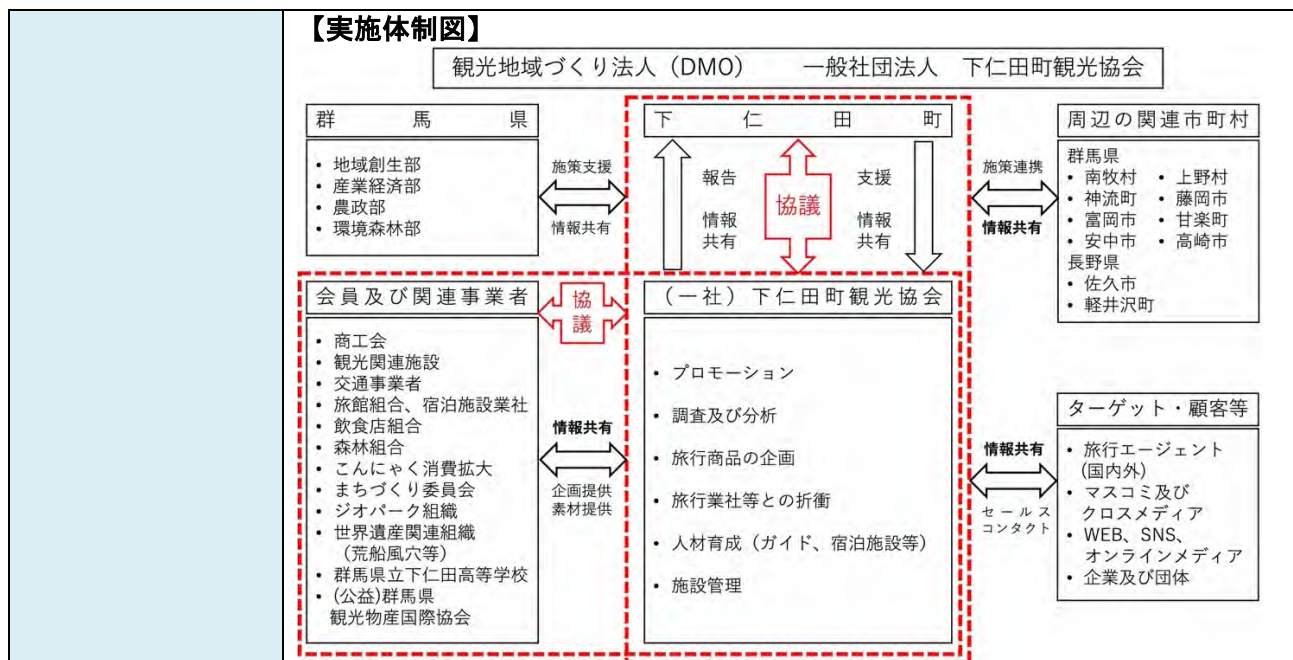 【実施体制図】
観光地域づくり法人（DMO）　一般社団法人　下仁田町観光協会
群馬県
・ 地域創生部
・ 産業経済部
・ 農政部
・ 環境森林部
施策支援
情報共有
下仁田町
報告
情報
共有
協議
支援
情報
共有
施策連携
情報共有
周辺の関連市町村
群馬県
・ 南牧村　・ 上野村
・ 神流町　・ 藤岡市
・ 富岡市　・ 甘楽町
・ 安中市　・ 高崎市
長野県
・ 佐久市
・ 軽井沢町
会員及び関連事業者
・ 商工会
・ 観光関連施設
・ 交通事業者
・ 旅館組合、宿泊施設業社
・ 飲食店組合
・ 森林組合
・ こんにゃく消費拡大
・ まちづくり委員会
・ ジオパーク組織
・ 世界遺産関連組織
（荒船風穴等）
・ 群馬県立下仁田高等学校
・ (公益)群馬県
観光物産国際協会
協
議
情報共有
企画提供
素材提供
（一社）下仁田町観光協会
・ プロモーション
・ 調査及び分析
・ 旅行商品の企画
・ 旅行業社等との折衝
・ 人材育成（ガイド、宿泊施設等）
・ 施設管理
情報共有
セールス
コンタクト
ターゲット・顧客等
・ 旅行エージェント
(国内外)
・ マスコミ及び
クロスメディア
・ WEB、SNS、
オンラインメディア
・ 企業及び団体